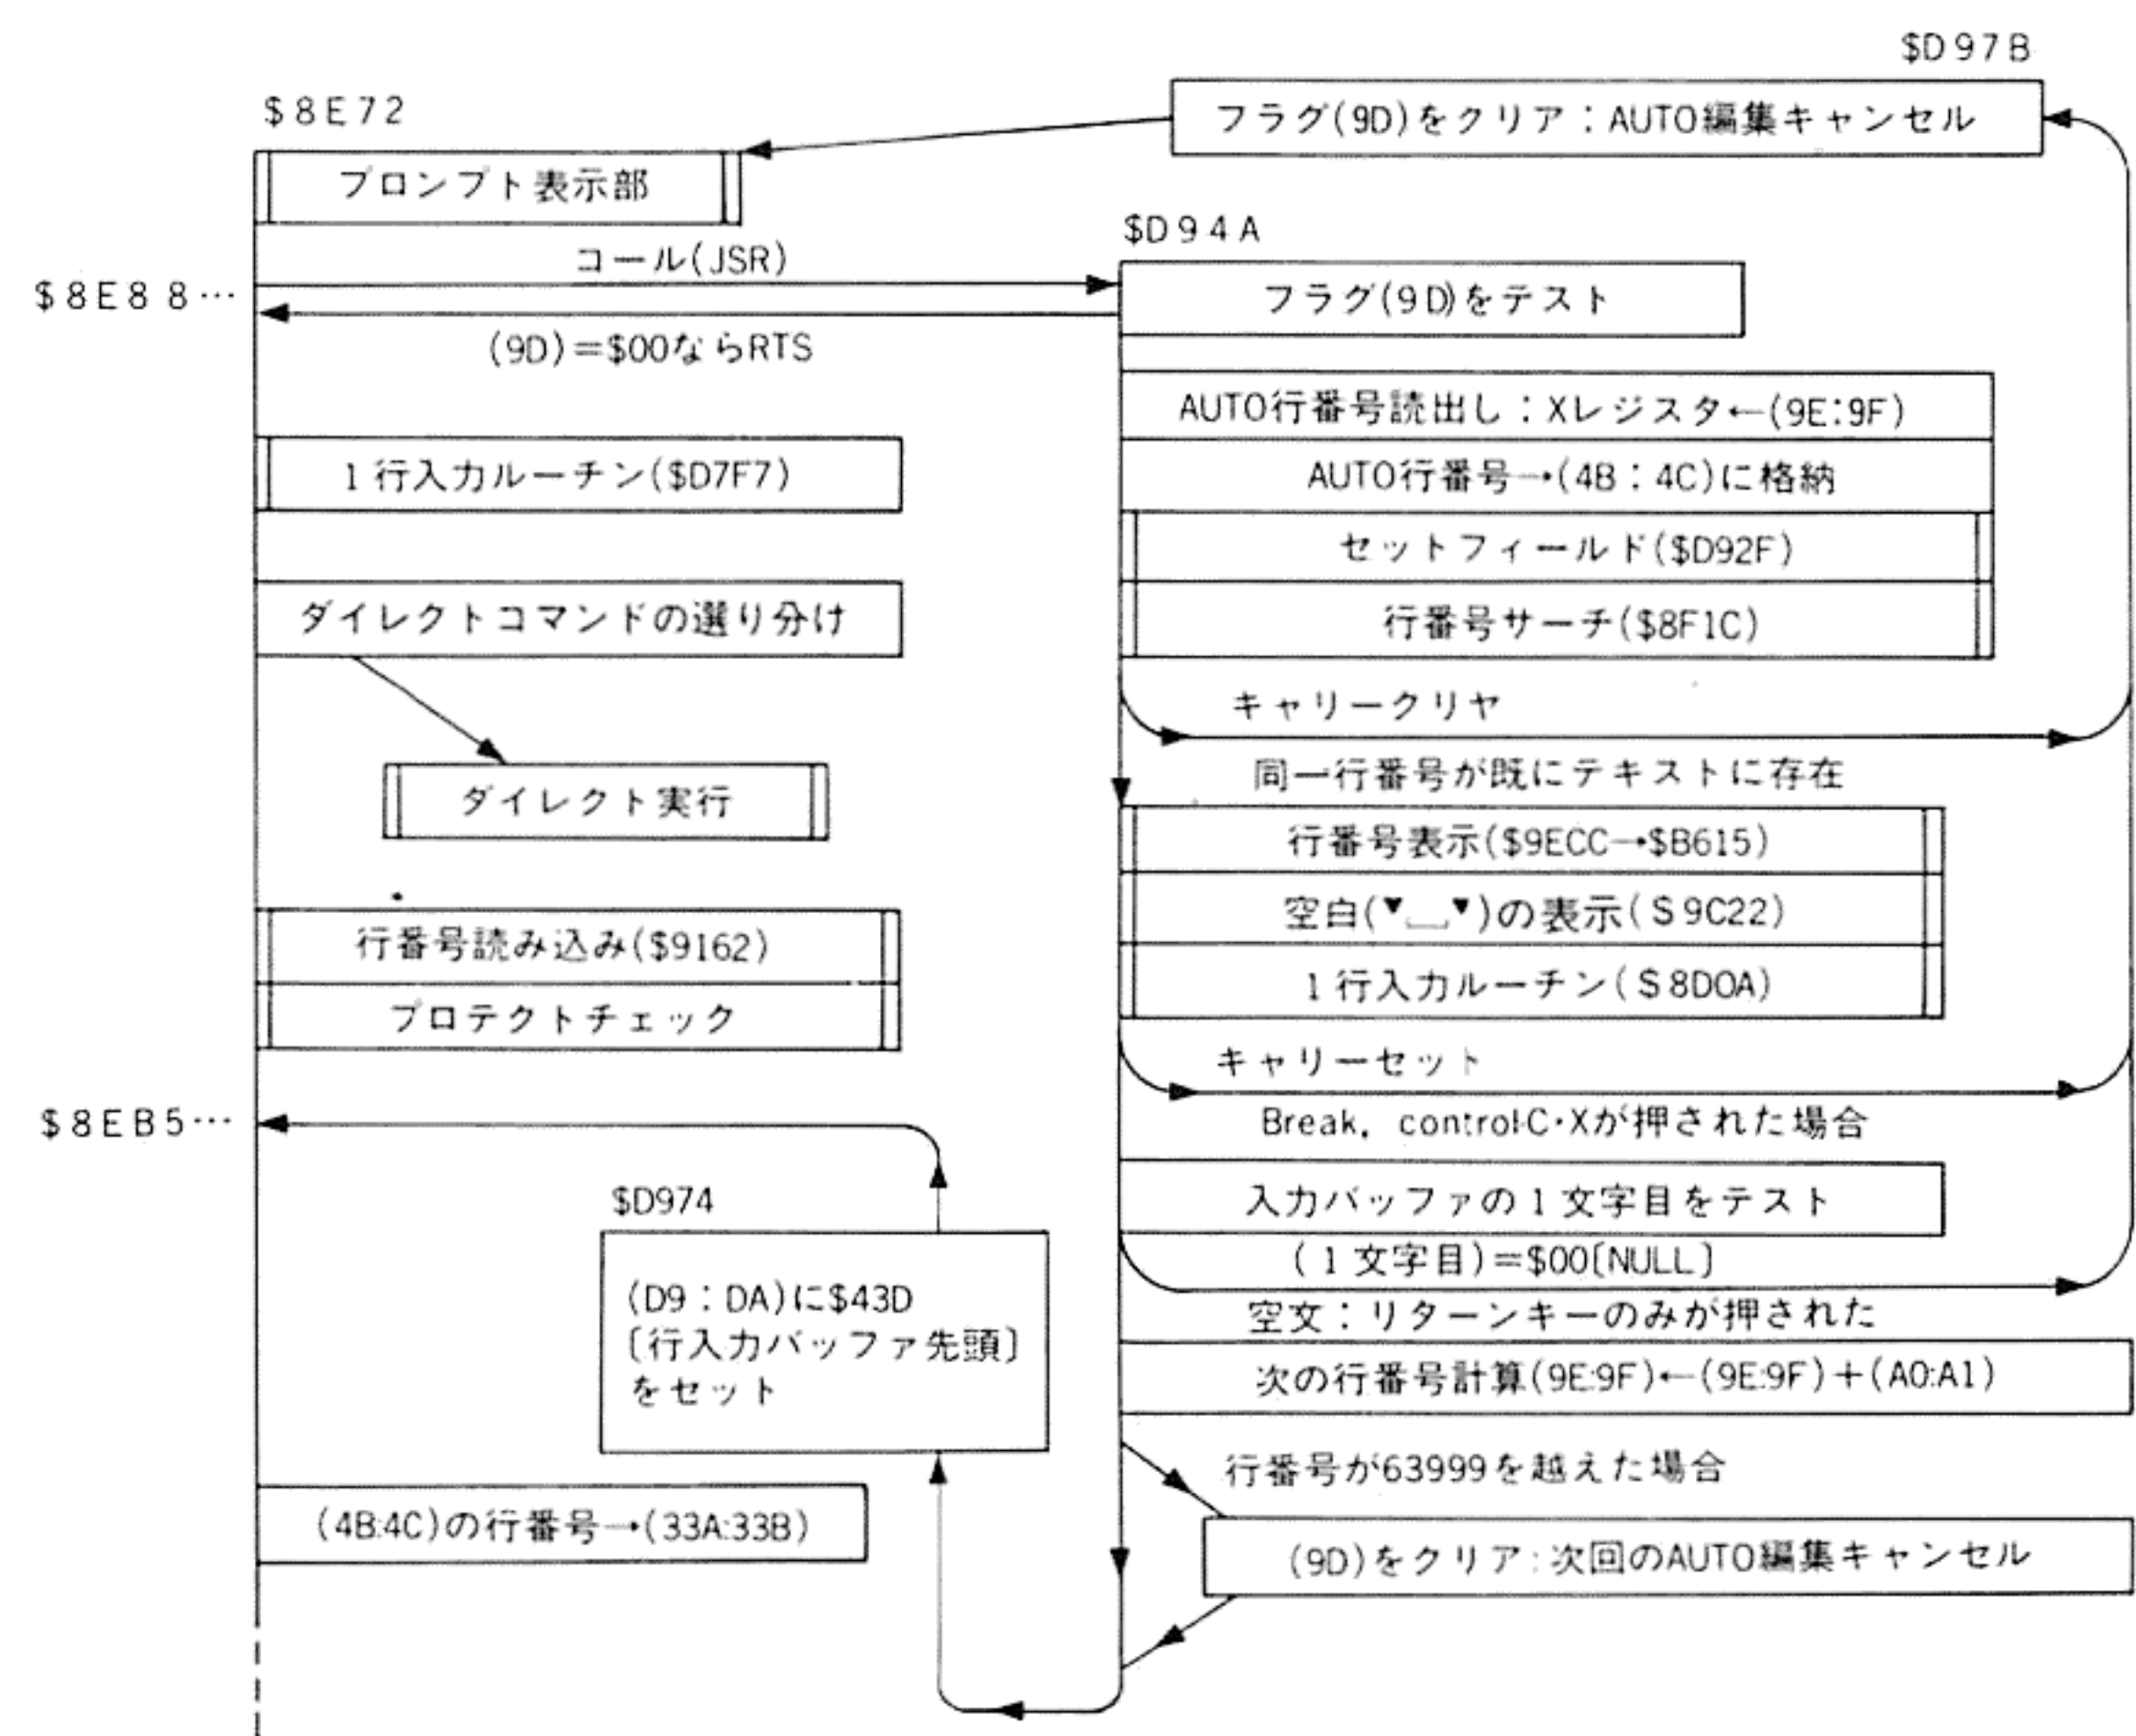 $D97B
フラグ(9D)をクリア：AUTO編集キャンセル
$8E72
プロンプト表示部
$D94A
コール(JSR)
$8E88…
フラグ(9D)をテスト
(9D)=$00ならRTS
AUTO行番号読出し：Xレジスタ←(9E:9F)
1行入力ルーチン($D7F7)
AUTO行番号→(4B：4C)に格納
セットフィールド($D92F)
ダイレクトコマンドの選り分け
行番号サーチ($8F1C)
キャリークリヤ
同一行番号が既にテキストに存在
ダイレクト実行
行番号表示($9ECC→$B615)
空白(▼␣▼)の表示($9C22)
行番号読み込み($9162)
1行入力ルーチン($8D0A)
プロテクトチェック
キャリーセット
$8EB5…
Break, control-C・Xが押された場合
$D974
入力バッファの1文字目をテスト
(1文字目)=$00[NULL]
(D9：DA)に$43D
[行入力バッファ先頭]
をセット
空文：リターンキーのみが押された
次の行番号計算(9E:9F)←(9E:9F)+(A0:A1)
行番号が63999を越えた場合
(4B:4C)の行番号→(33A:33B)
(9D)をクリア:次回のAUTO編集キャンセル